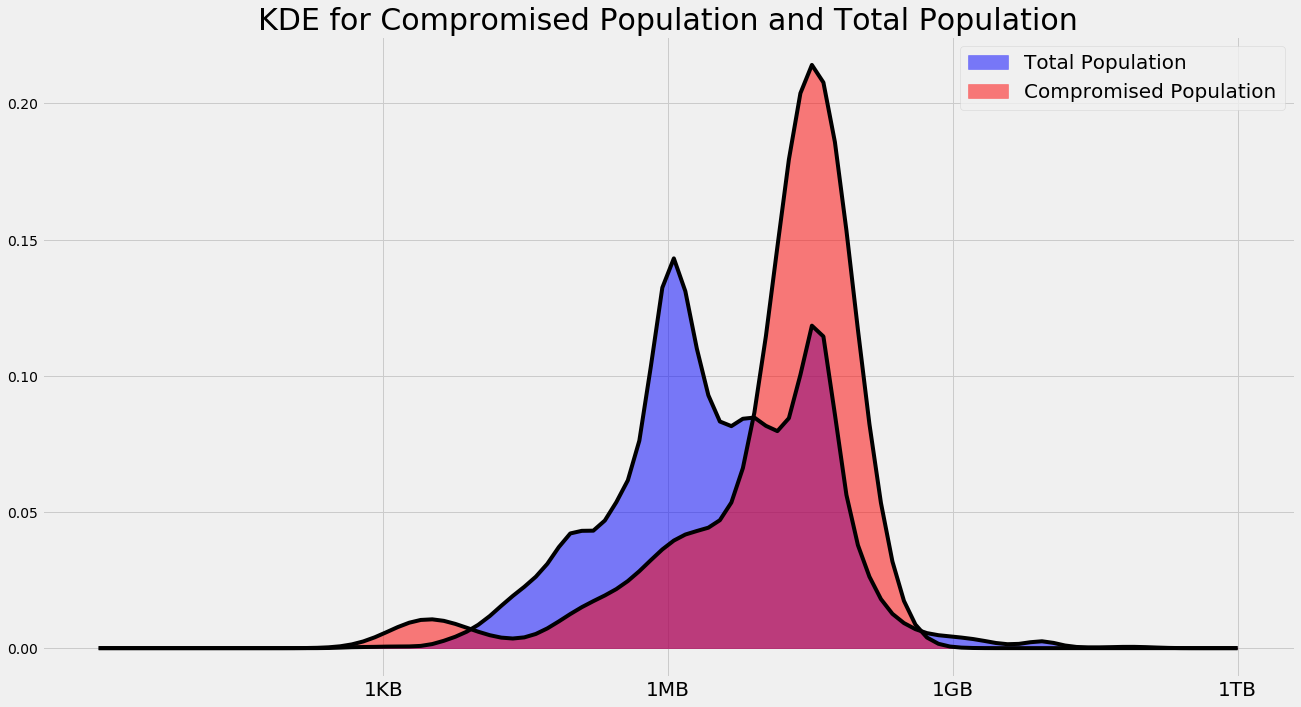 KDE for Compromised Population and Total Population
Total Population
Compromised Population
0.20
0.15
0.10
0.05
0.00
1KB 1MB 1GB 1TB